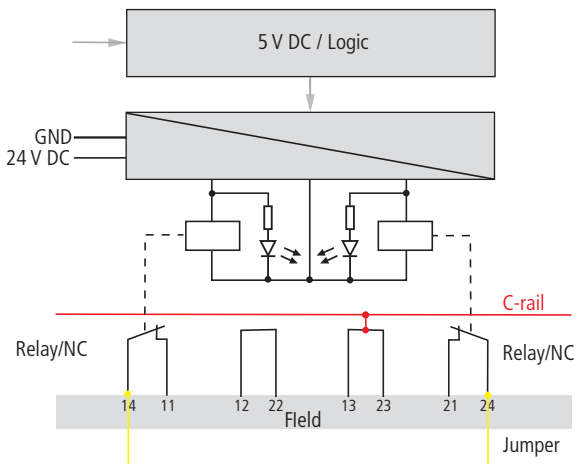 5 V DC / Logic
GND
24 V DC
C-rail
Relay/NC
Relay/NC
14 11 12 22 13 23 21 24
FIeld
Jumper